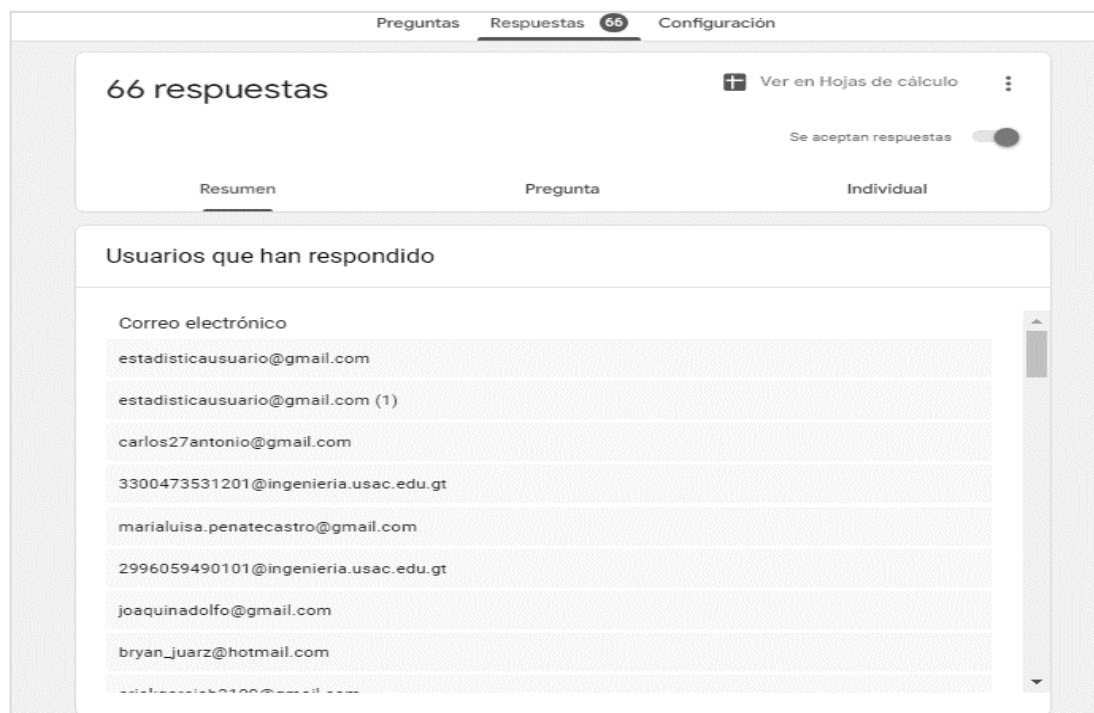 Preguntas Respuestas 66 Configuración
66 respuestas
Ver en Hojas de cálculo
Se aceptan respuestas
Resumen Pregunta Individual
Usuarios que han respondido
Correo electrónico
estadisticausuario@gmail.com
estadisticausuario@gmail.com (1)
carlos27antonio@gmail.com
3300473531201@ingenieria.usac.edu.gt
marialuisa.penatecastro@gmail.com
2996059490101@ingenieria.usac.edu.gt
joaquinadolfo@gmail.com
bryan_juarz@hotmail.com